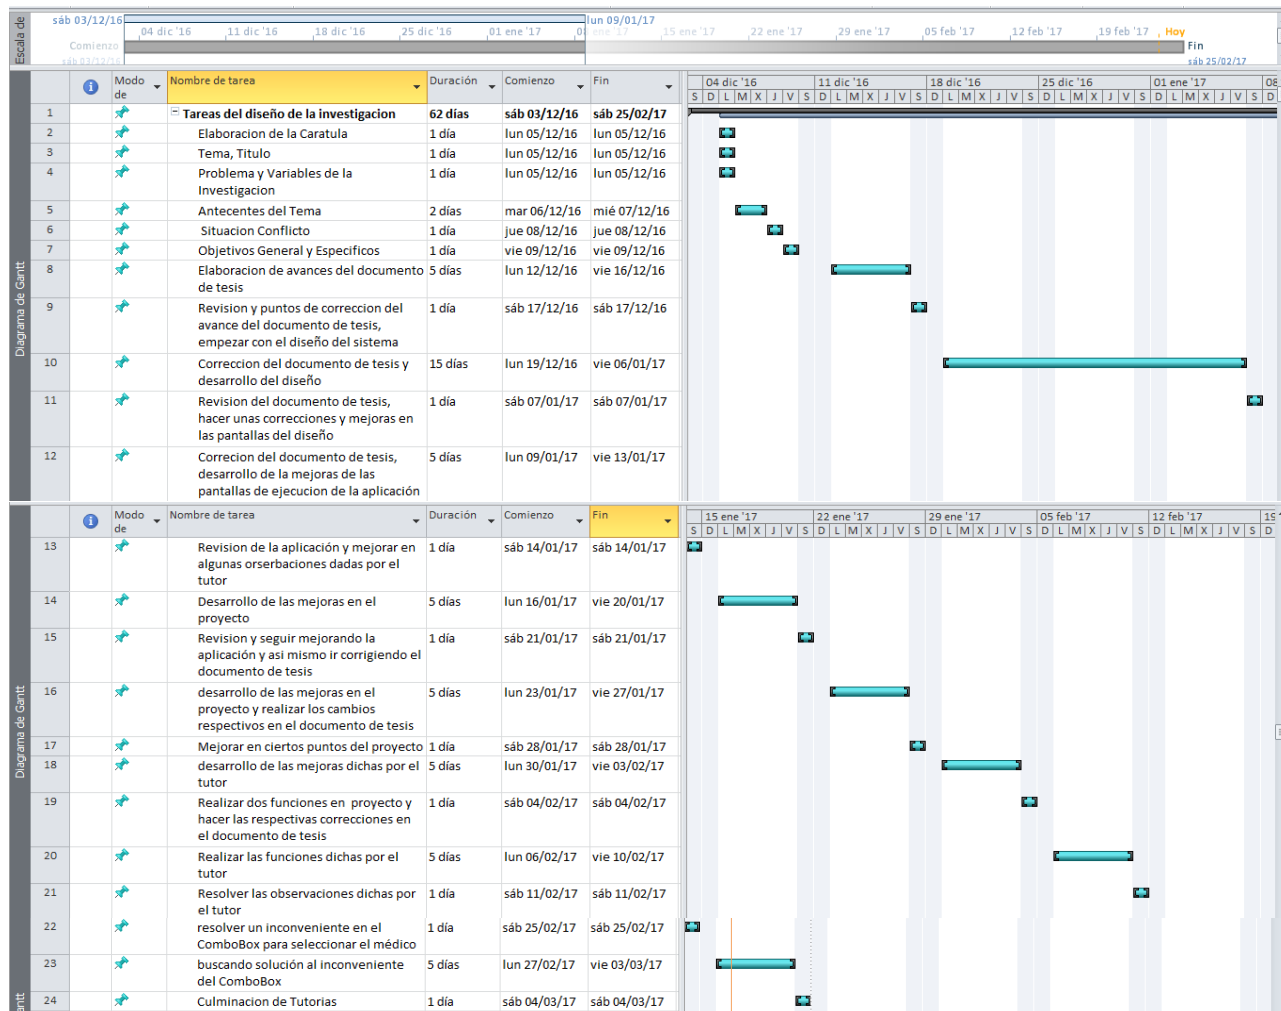 Escala de
sáb 03/12/16
lun 09/01/17
04 dic '16 11 dic '16 18 dic '16 25 dic '16 01 ene '17 08 ene '17 15 ene '17 22 ene '17 29 ene '17 05 feb '17 12 feb '17 19 feb '17 Hoy
Comienzo
sáb 03/12/16
Fin
sáb 25/02/17
Modo de Nombre de tarea Duración Comienzo Fin
04 dic '16 11 dic '16 18 dic '16 25 dic '16 01 ene '17 08
S D L M X J V S D L M X J V S D L M X J V S D L M X J V S D L M X J V S D
Diagrama de Gantt
1 Tareas del diseño de la investigacion 62 días sáb 03/12/16 sáb 25/02/17
2 Elaboracion de la Caratula 1 día lun 05/12/16 lun 05/12/16
3 Tema, Titulo 1 día lun 05/12/16 lun 05/12/16
4 Problema y Variables de la 1 día lun 05/12/16 lun 05/12/16
Investigacion
5 Antecentes del Tema 2 días mar 06/12/16 mié 07/12/16
6 Situacion Conflicto 1 día jue 08/12/16 jue 08/12/16
7 Objetivos General y Especificos 1 día vie 09/12/16 vie 09/12/16
8 Elaboracion de avances del documento 5 días lun 12/12/16 vie 16/12/16
de tesis
9 Revision y puntos de correccion del 1 día sáb 17/12/16 sáb 17/12/16
avance del documento de tesis,
empezar con el diseño del sistema
10 Correccion del documento de tesis y 15 días lun 19/12/16 vie 06/01/17
desarrollo del diseño
11 Revision del documento de tesis, 1 día sáb 07/01/17 sáb 07/01/17
hacer unas correcciones y mejoras en
las pantallas del diseño
12 Correcion del documento de tesis, 5 días lun 09/01/17 vie 13/01/17
desarrollo de la mejoras de las
pantallas de ejecucion de la aplicación
Modo de Nombre de tarea Duración Comienzo Fin
15 ene '17 22 ene '17 29 ene '17 05 feb '17 12 feb '17 19
S D L M X J V S D L M X J V S D L M X J V S D L M X J V S D L M X J V S D
Diagrama de Gantt
13 Revision de la aplicación y mejorar en 1 día sáb 14/01/17 sáb 14/01/17
algunas orserbaciones dadas por el
tutor
14 Desarrollo de las mejoras en el 5 días lun 16/01/17 vie 20/01/17
proyecto
15 Revision y seguir mejorando la 1 día sáb 21/01/17 sáb 21/01/17
aplicación y asi mismo ir corrigiendo el
documento de tesis
16 desarrollo de las mejoras en el 5 días lun 23/01/17 vie 27/01/17
proyecto y realizar los cambios
respectivos en el documento de tesis
17 Mejorar en ciertos puntos del proyecto 1 día sáb 28/01/17 sáb 28/01/17
18 desarrollo de las mejoras dichas por el 5 días lun 30/01/17 vie 03/02/17
tutor
19 Realizar dos funciones en proyecto y 1 día sáb 04/02/17 sáb 04/02/17
hacer las respectivas correcciones en
el documento de tesis
20 Realizar las funciones dichas por el 5 días lun 06/02/17 vie 10/02/17
tutor
21 Resolver las observaciones dichas por 1 día sáb 11/02/17 sáb 11/02/17
el tutor
22 resolver un inconveniente en el 1 día sáb 25/02/17 sáb 25/02/17
ComboBox para seleccionar el médico
23 buscando solución al inconveniente 5 días lun 27/02/17 vie 03/03/17
del ComboBox
24 Culminacion de Tutorias 1 día sáb 04/03/17 sáb 04/03/17
antt